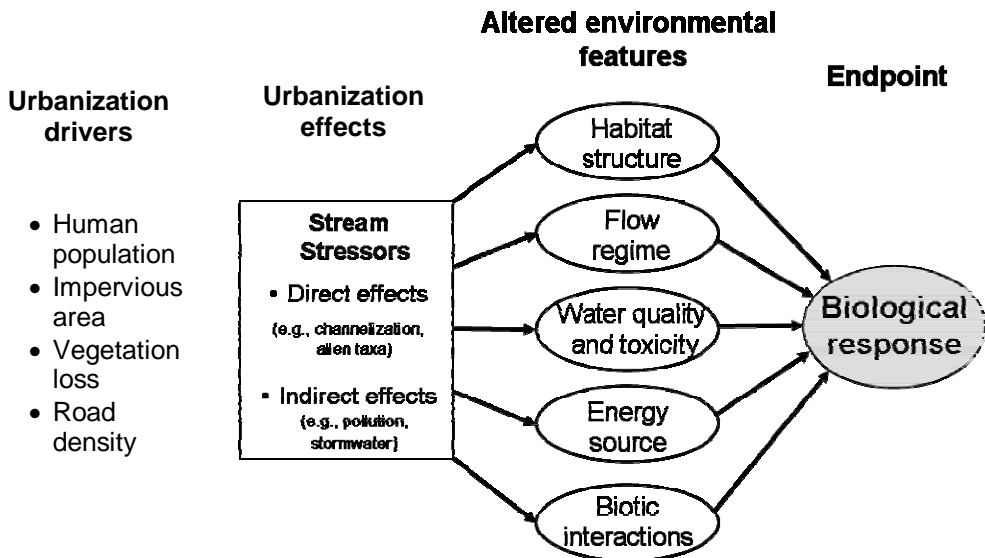 Urbanization
drivers
• Human
population
• Impervious
area
• Vegetation
loss
• Road
density
Urbanization
effects
Stream
Stressors
• Direct effects
(e.g., channelization,
alien taxa)
• Indirect effects
(e.g., pollution,
stormwater)
Altered environmental
features
Habitat
structure
Flow
regime
Water quality
and toxicity
Energy
source
Biotic
interactions
Endpoint
Biological
response